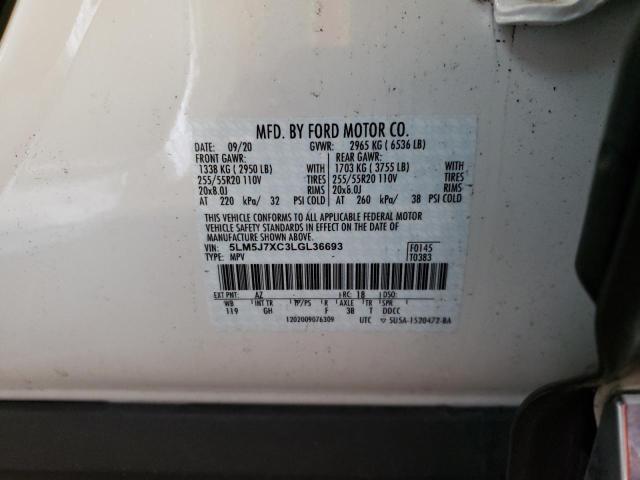 MFD. BY FORD MOTOR CO.
DATE: 09/20 GVWR: 2965 KG ( 6536 LB)
FRONT GAWR: REAR GAWR:
1338 KG ( 2950 LB) WITH 1703 KG ( 3755 LB) WITH
255/55R20 110V TIRES 255/55R20 110V TIRES
20x8.0J RIMS 20x6.0J RIMS
AT 220 kPa/ 32 PSI COLD AT 260 kPa/ 38 PSI COLD
THIS VEHICLE CONFORMS TO ALL APPLICABLE FEDERAL MOTOR
VEHICLE SAFETY STANDARDS IN EFFECT ON THE DATE OF
MANUFACTURE SHOWN ABOVE.
VIN: 5LM5J7XC3LGL36693 F0145
TYPE: MPV T0383
EXT PNT: AZ RC: 18 DSO:
WB INT TR TP/PS R AXLE TR SPR
119 GH F 3B T DDCC
1202009076309 UTC ▽ 5U5A-1520472-BA